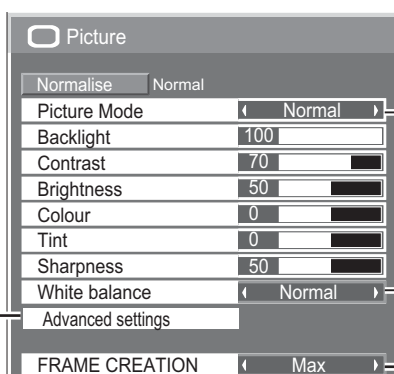 Picture
Normalise Normal
Picture Mode Normal
Backlight 100
Contrast 70
Brightness 50
Colour 0
Tint 0
Sharpness 50
White balance Normal
Advanced settings
FRAME CREATION Max